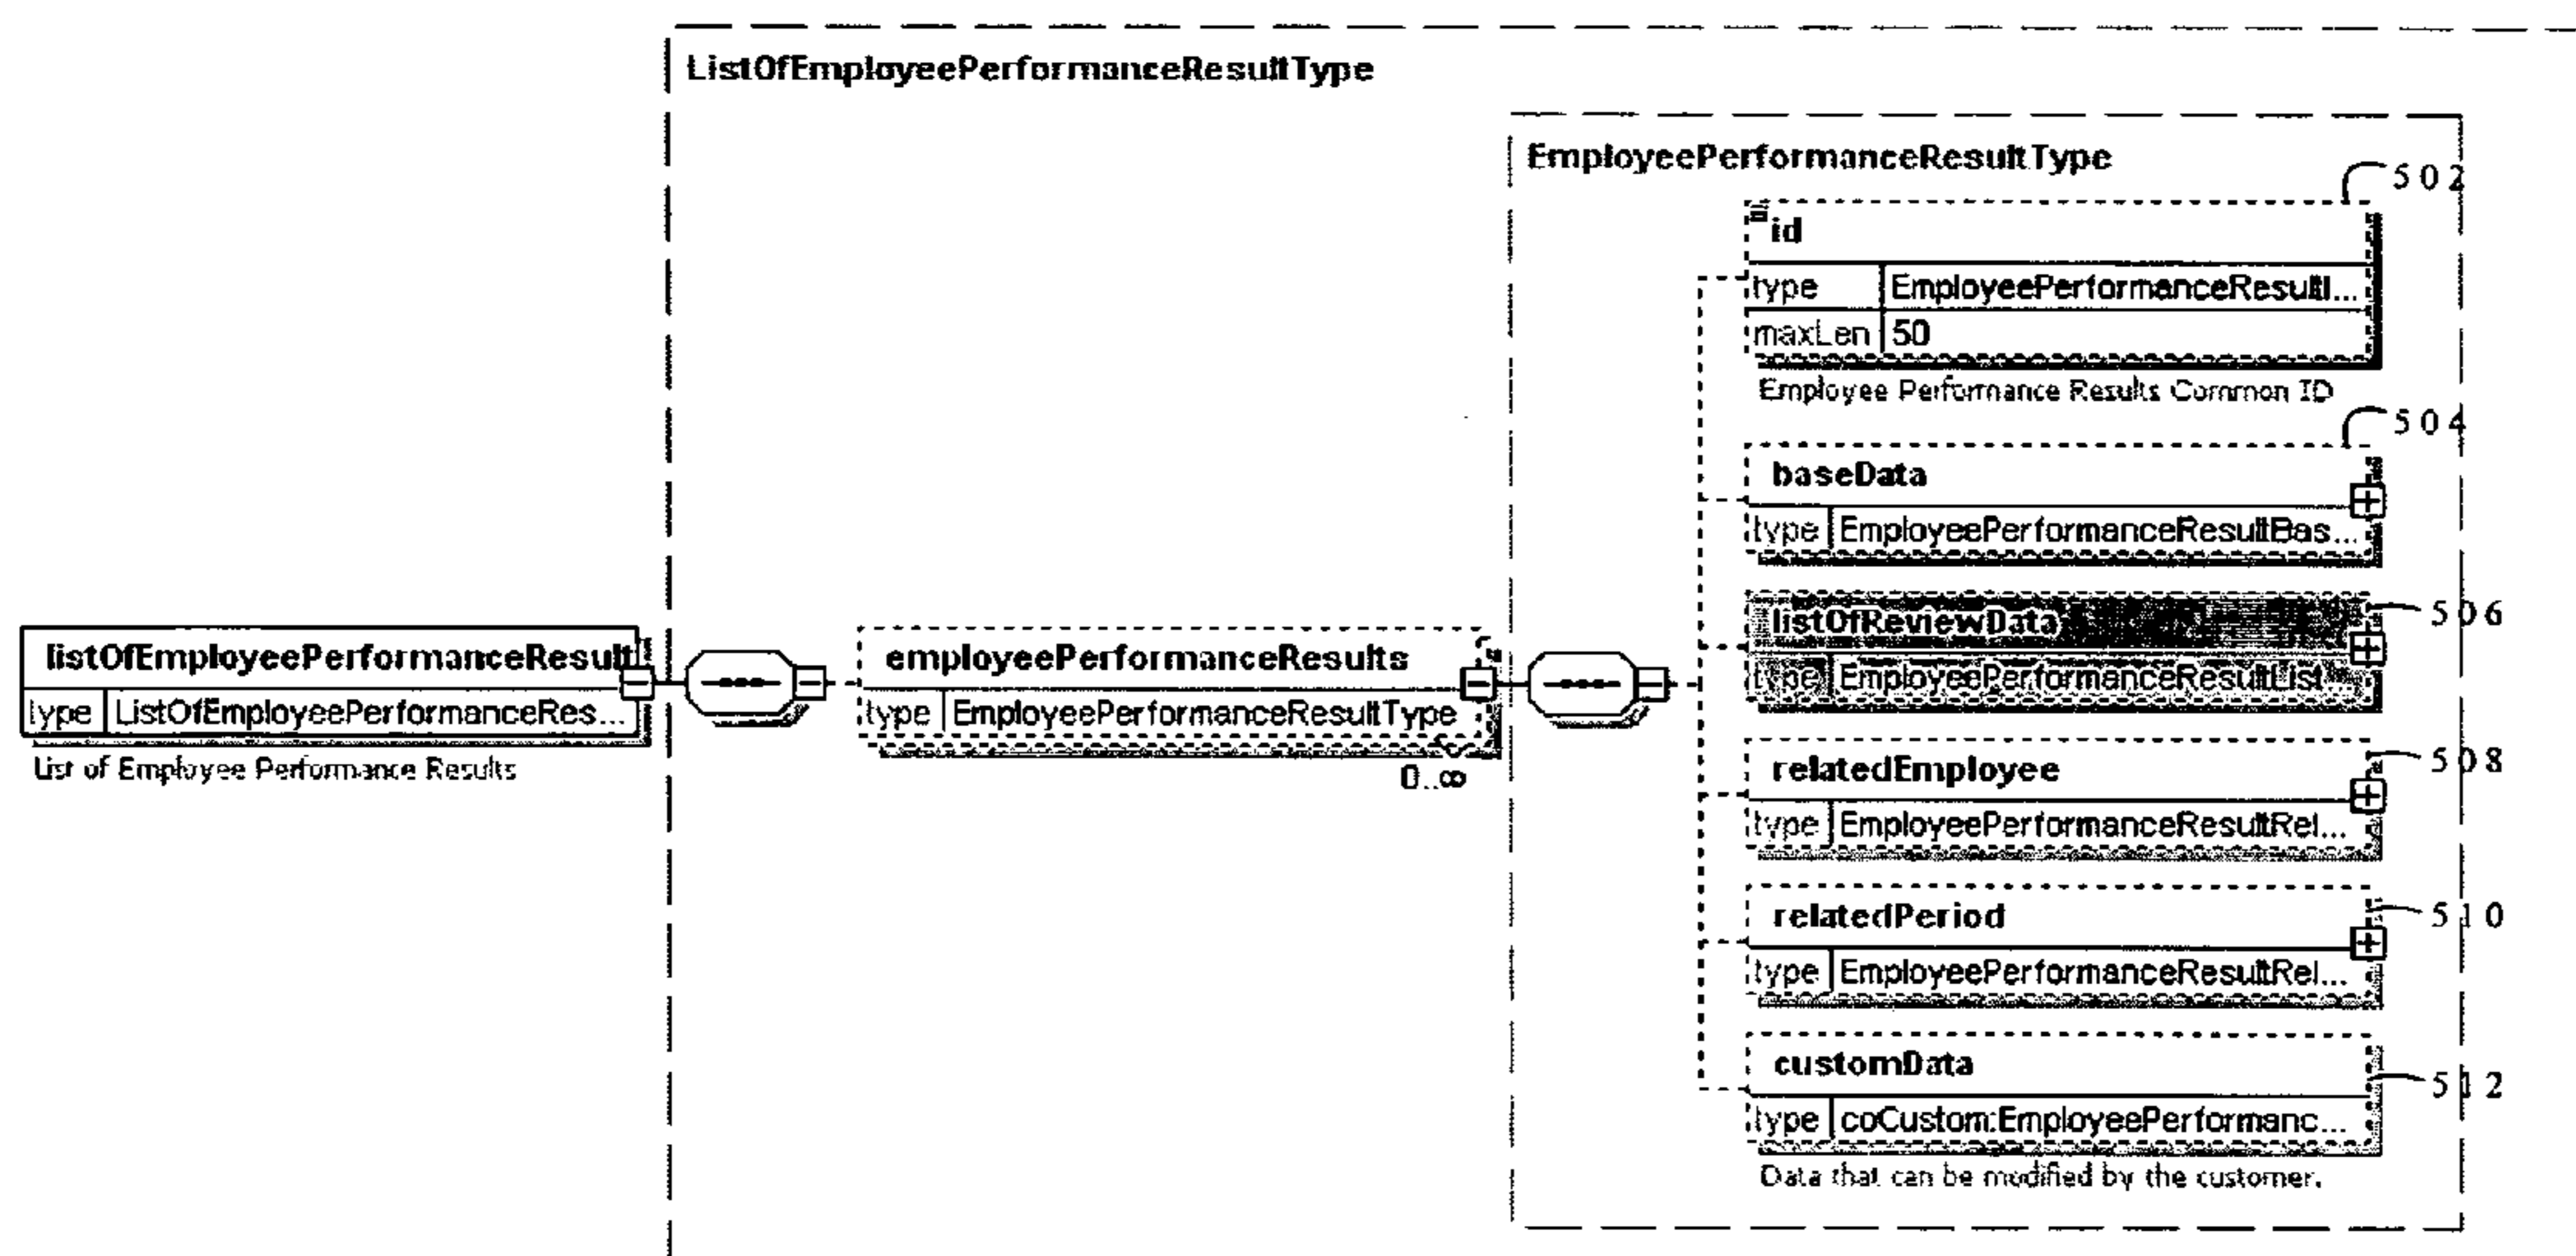 ListOfEmployeePerformanceResultType
EmployeePerformanceResultType
502
id
type EmployeePerformanceResultI...
maxLen 50
Employee Performance Results Common ID
504
baseData
type EmployeePerformanceResultBas...
506
listOfReviewData
type EmployeePerformanceResultList...
listOfEmployeePerformanceResult
type ListOfEmployeePerformanceRes...
List of Employee Performance Results
employeePerformanceResults
type EmployeePerformanceResultType
0..∞
508
relatedEmployee
type EmployeePerformanceResultRel...
510
relatedPeriod
type EmployeePerformanceResultRel...
512
customData
type coCustom:EmployeePerformanc...
Data that can be modified by the customer.